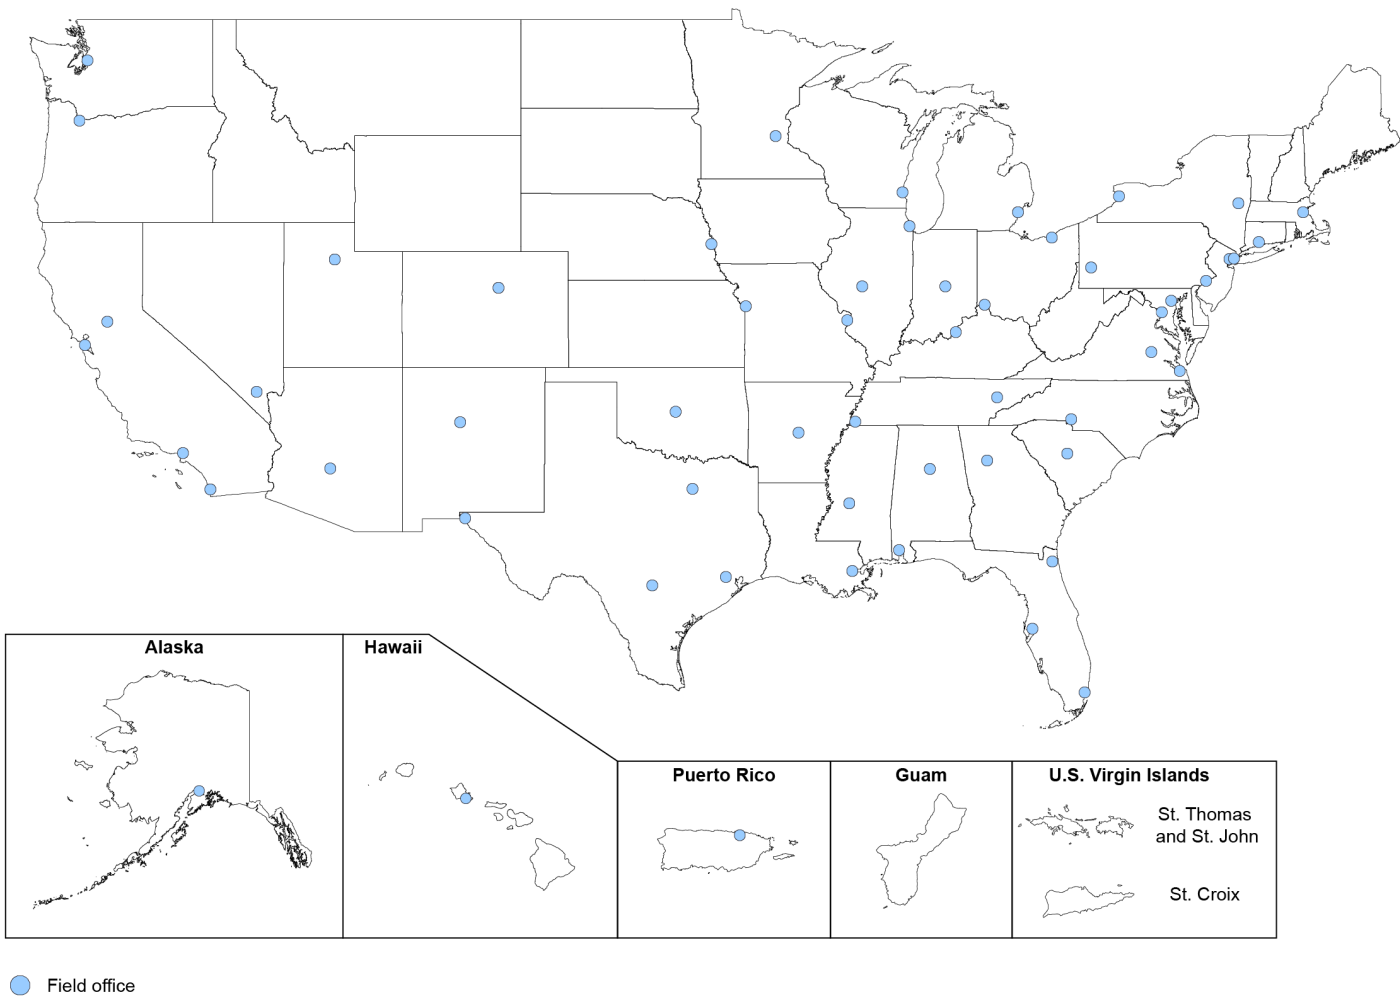 Alaska
Hawaii
Puerto Rico
Guam
U.S. Virgin Islands
St. Thomas
and St. John
St. Croix
Field office